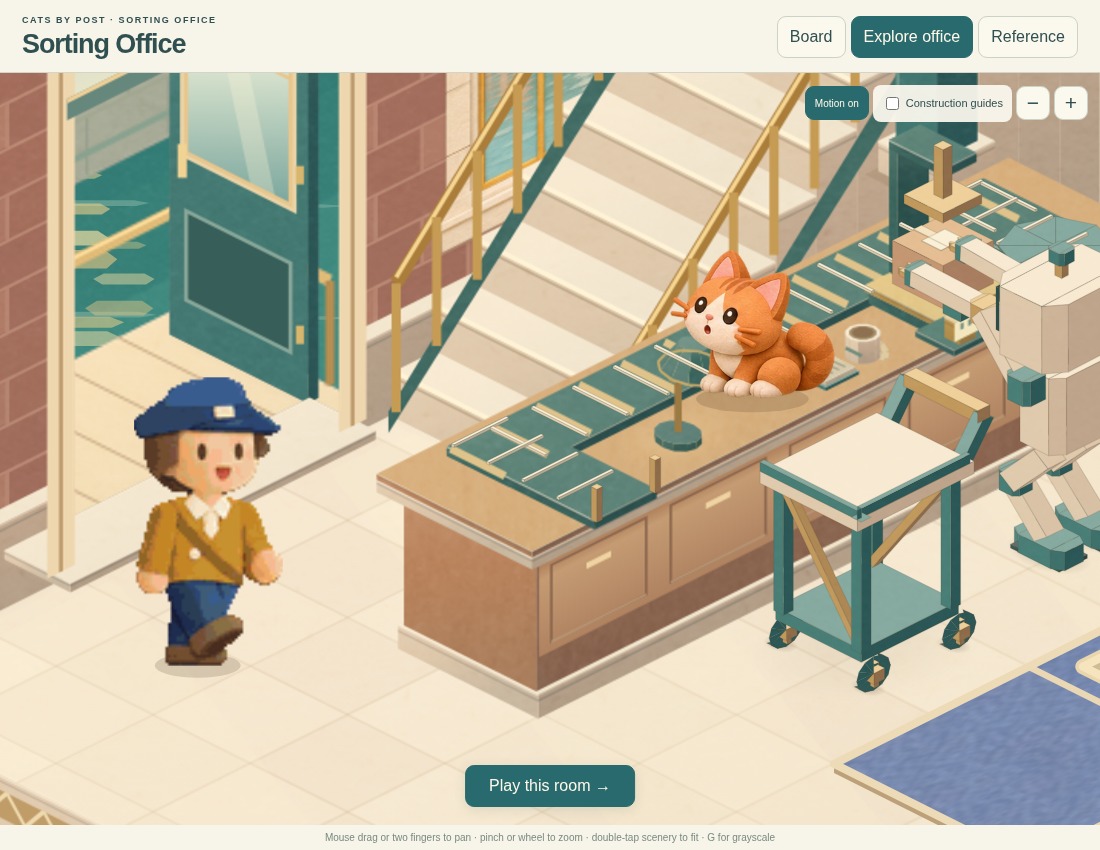 CATS BY POST · SORTING OFFICE
Sorting Office
Board
Explore office
Reference
Motion on
Construction guides
−
+
Play this room →
Mouse drag or two fingers to pan · pinch or wheel to zoom · double-tap scenery to fit · G for grayscale